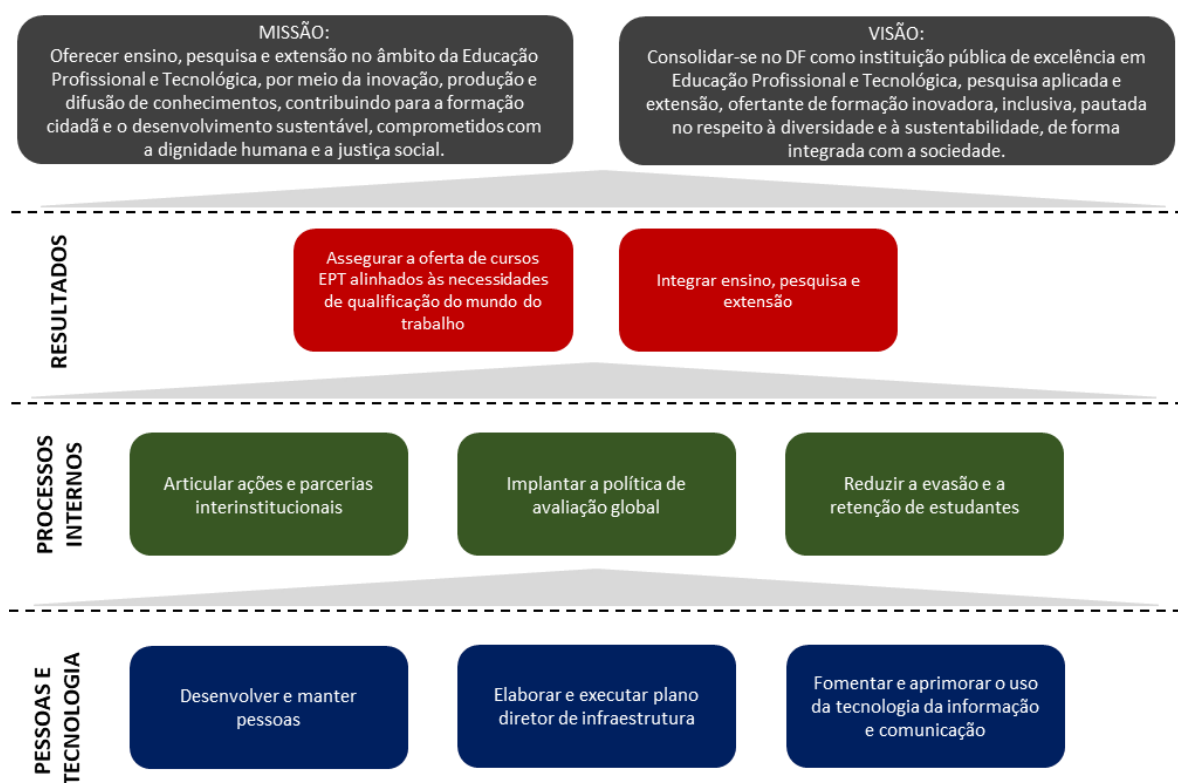 MISSÃO:
Oferecer ensino, pesquisa e extensão no âmbito da Educação
Profissional e Tecnológica, por meio da inovação, produção e
difusão de conhecimentos, contribuindo para a formação
cidadã e o desenvolvimento sustentável, comprometidos com
a dignidade humana e a justiça social.
VISÃO:
Consolidar-se no DF como instituição pública de excelência em
Educação Profissional e Tecnológica, pesquisa aplicada e
extensão, ofertante de formação inovadora, inclusiva, pautada
no respeito à diversidade e à sustentabilidade, de forma
integrada com a sociedade.
RESULTADOS
Assegurar a oferta de cursos
EPT alinhados às necessidades
de qualificação do mundo do
trabalho
Integrar ensino, pesquisa e
extensão
PROCESSOS
INTERNOS
Articular ações e parcerias
interinstitucionais
Implantar a política de
avaliação global
Reduzir a evasão e a
retenção de estudantes
PESSOAS E
TECNOLOGIA
Desenvolver e manter
pessoas
Elaborar e executar plano
diretor de infraestrutura
Fomentar e aprimorar o uso
da tecnologia da informação
e comunicação